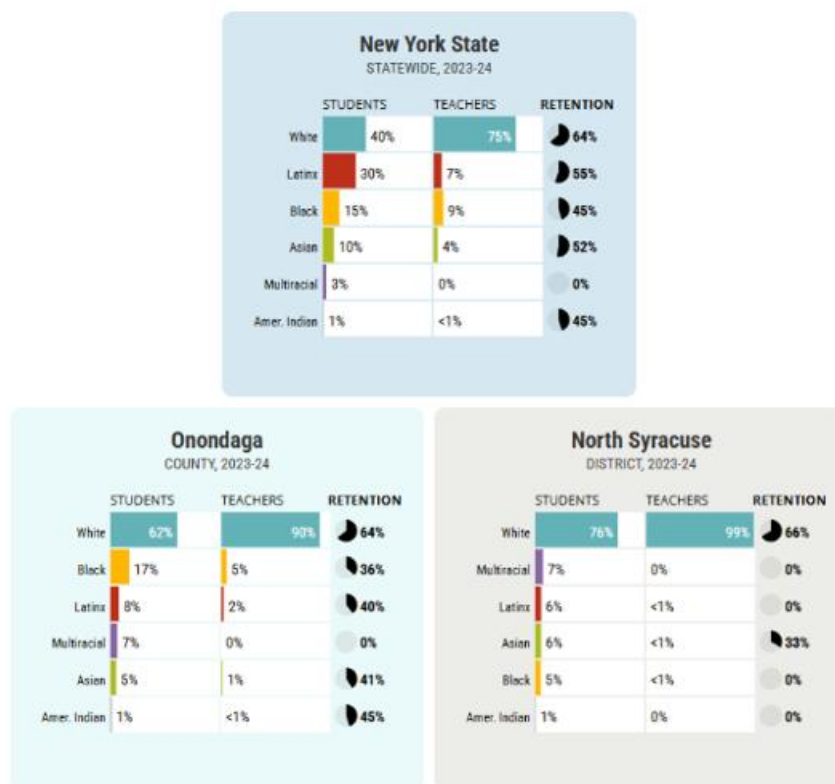 New York State
STATEWIDE, 2023-24
STUDENTS TEACHERS RETENTION
White 40% 75% 64%
Latinx 30% 7% 55%
Black 15% 9% 45%
Asian 10% 4% 52%
Multiracial 3% 0% 0%
Amer. Indian 1% <1% 45%
Onondaga
COUNTY, 2023-24
STUDENTS TEACHERS RETENTION
White 62% 90% 64%
Black 17% 5% 36%
Latinx 8% 2% 40%
Multiracial 7% 0% 0%
Asian 5% 1% 41%
Amer. Indian 1% <1% 45%
North Syracuse
DISTRICT, 2023-24
STUDENTS TEACHERS RETENTION
White 76% 99% 66%
Multiracial 7% 0% 0%
Latinx 6% <1% 0%
Asian 6% <1% 33%
Black 5% <1% 0%
Amer. Indian 1% 0% 0%